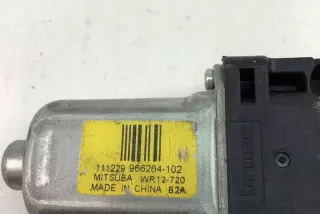 111229 966264-102
MITSUBA WR12-720
MADE IN CHINA B2A